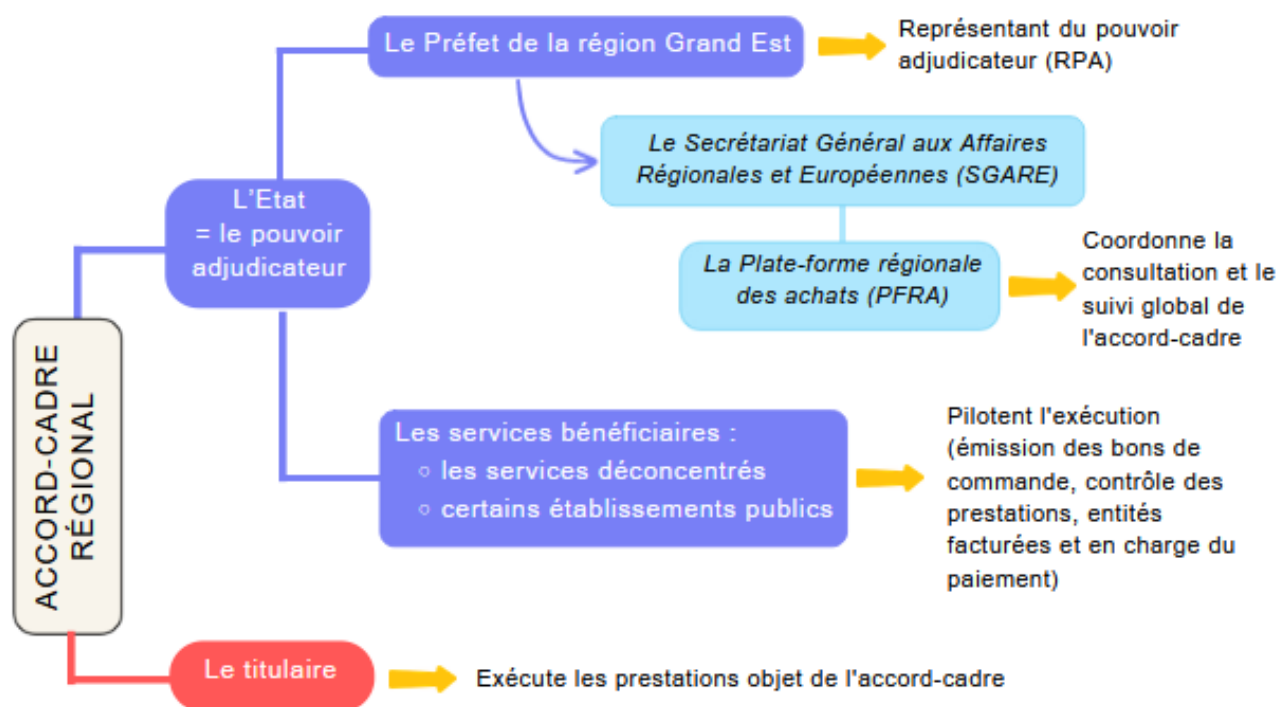 Le Préfet de la région Grand Est
Représentant du pouvoir
adjudicateur (RPA)
Le Secrétariat Général aux Affaires
Régionales et Européennes (SGARE)
L'Etat
= le pouvoir
adjudicateur
La Plate-forme régionale
des achats (PFRA)
Coordonne la
consultation et le
suivi global de
l'accord-cadre
ACCORD-CADRE
RÉGIONAL
Les services bénéficiaires :
○ les services déconcentrés
○ certains établissements publics
Pilotent l'exécution
(émission des bons de
commande, contrôle des
prestations, entités
facturées et en charge du
paiement)
Le titulaire
Exécute les prestations objet de l'accord-cadre